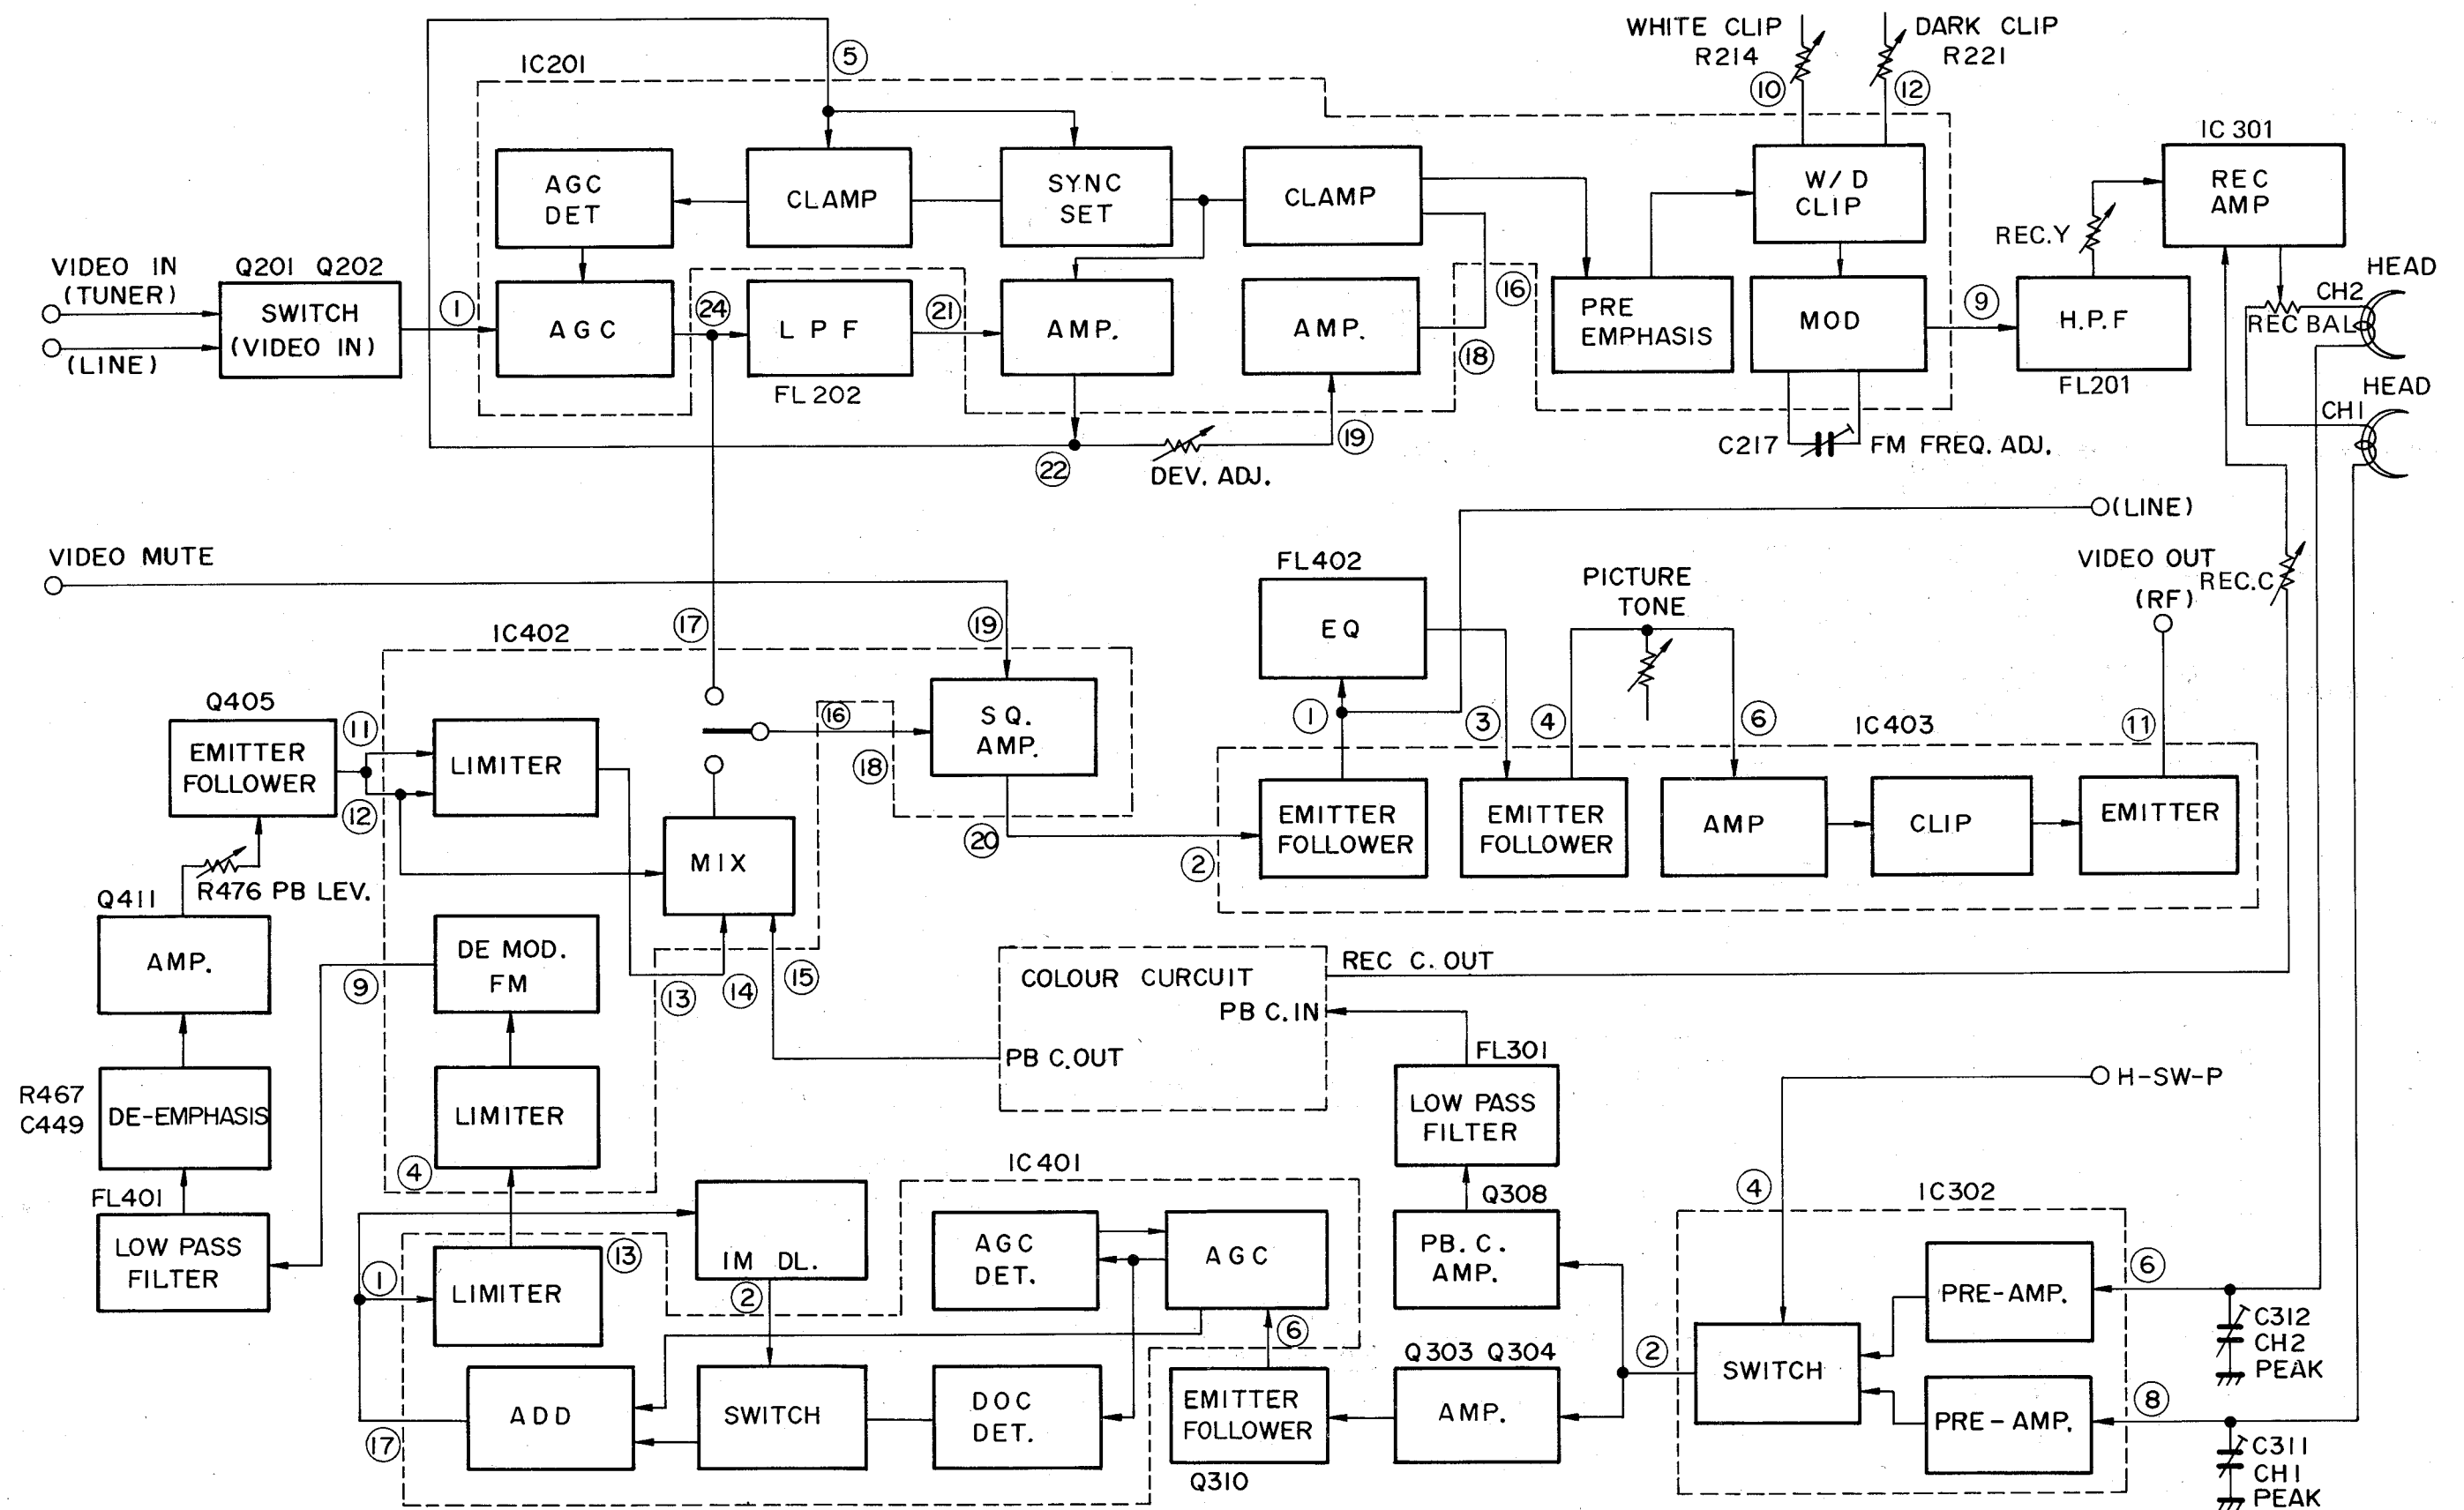 WHITE CLIP
R214
DARK CLIP
R221
5
10
12
IC201
IC 301
AGC
DET
CLAMP
SYNC
SET
CLAMP
W/D
CLIP
REC
AMP
REC.Y
HEAD
CH2
REC BAL
VIDEO IN
(TUNER)
(LINE)
Q201 Q202
SWITCH
(VIDEO IN)
1
AGC
24
LPF
FL202
21
AMP.
AMP.
18
16
PRE
EMPHASIS
MOD
9
H.P.F
FL201
HEAD
CH1
22
DEV. ADJ.
19
C217
FM FREQ. ADJ.
(LINE)
VIDEO MUTE
FL402
EQ
PICTURE
TONE
VIDEO OUT
(RF)
REC.C
17
19
IC402
Q405
EMITTER
FOLLOWER
11
12
LIMITER
16
18
SQ.
AMP.
20
1
3
4
6
IC403
11
2
EMITTER
FOLLOWER
EMITTER
FOLLOWER
AMP
CLIP
EMITTER
MIX
R476 PB LEV.
Q411
AMP.
9
DE MOD.
FM
13
14
15
COLOUR CURCUIT
REC C. OUT
PB C.IN
PB C.OUT
R467
C449
DE-EMPHASIS
LIMITER
4
FL301
LOW PASS
FILTER
H-SW-P
FL401
LOW PASS
FILTER
1
LIMITER
13
IM DL.
2
IC401
AGC
DET.
AGC
6
Q308
PB. C.
AMP.
4
IC302
PRE-AMP.
6
C312
CH2
PEAK
17
ADD
SWITCH
DOC
DET.
EMITTER
FOLLOWER
Q310
Q303 Q304
AMP.
2
SWITCH
PRE-AMP.
8
C311
CH1
PEAK